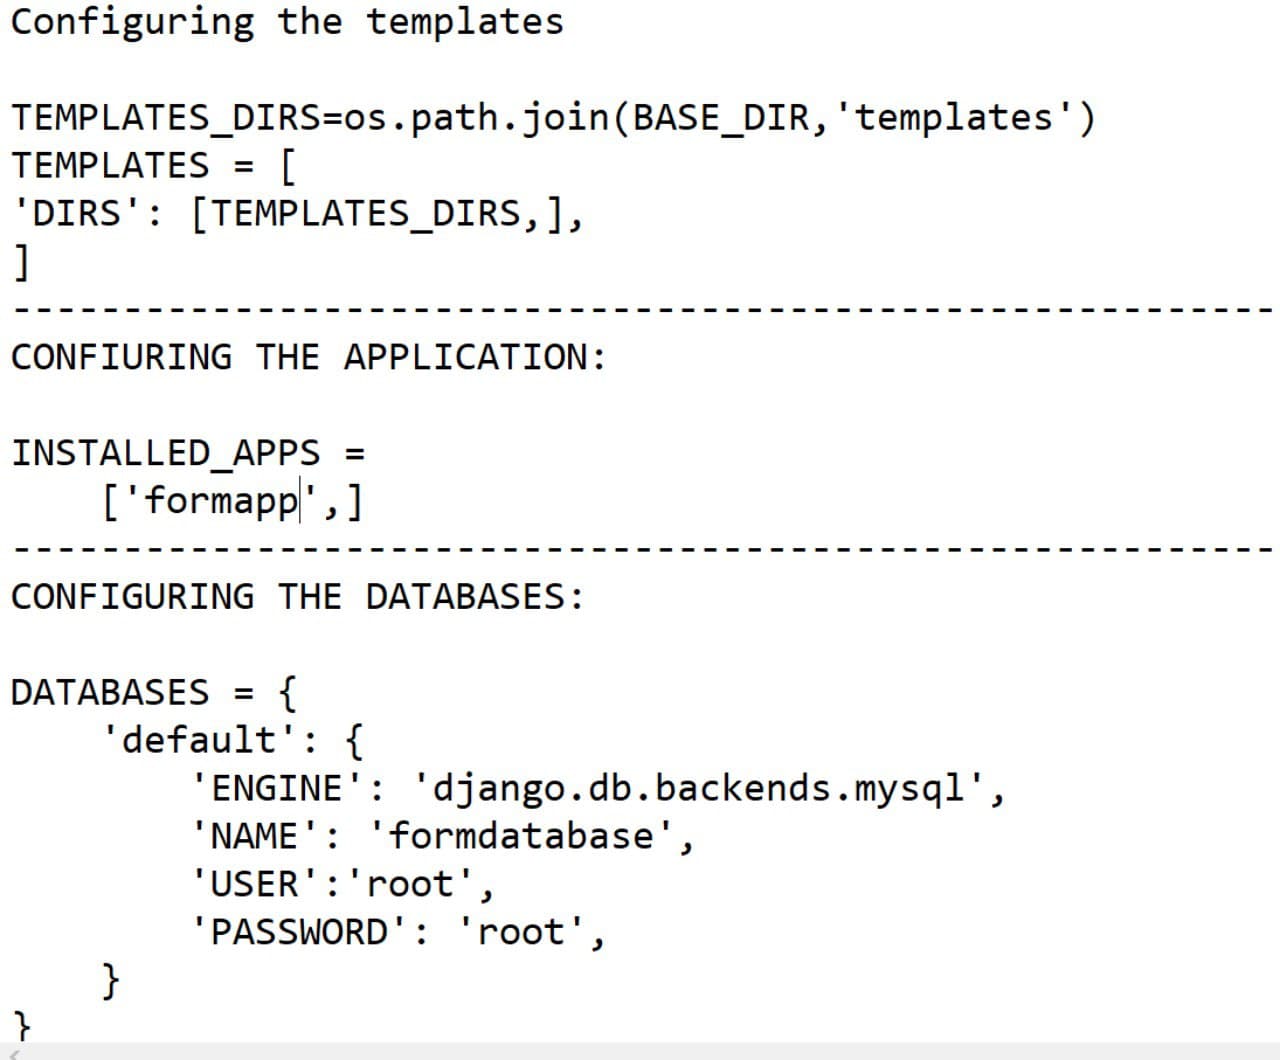 Configuring the templates
TEMPLATES_DIRS=os.path.join(BASE_DIR,'templates')
TEMPLATES = [
'DIRS': [TEMPLATES_DIRS,],
]
---------------------------------------------------------
CONFIURING THE APPLICATION:
INSTALLED_APPS =
    ['formapp',]
---------------------------------------------------------
CONFIGURING THE DATABASES:
DATABASES = {
    'default': {
        'ENGINE': 'django.db.backends.mysql',
        'NAME': 'formdatabase',
        'USER':'root',
        'PASSWORD': 'root',
    }
}